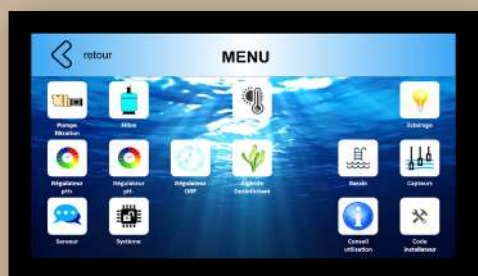 retour
MENU
Pompe
filtration
Filtre
Eclairage
Régulateur
pH+
Régulateur
pH-
Régulateur
ORP
Algicide
Désinfectant
Bassin
Capteurs
Serveur
Système
Conseil
utilisation
Code
installateur